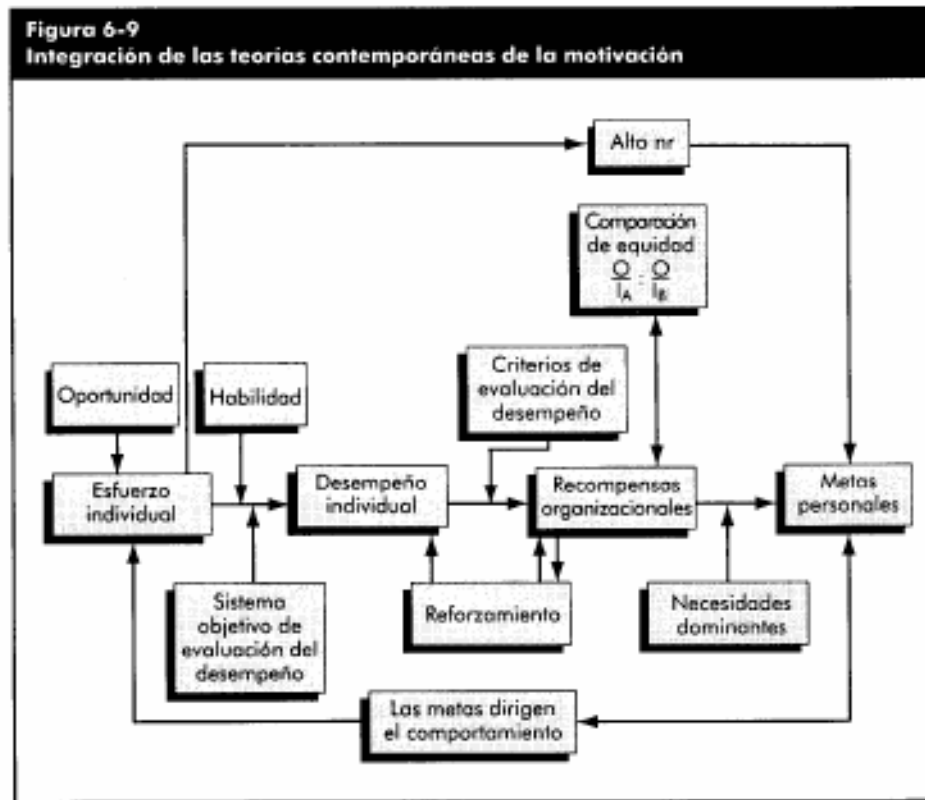 Figura 6-9
Integración de las teorías contemporáneas de la motivación
Alto nr
Comparación
de equidad
O : O
I_A I_B
Oportunidad
Habilidad
Criterios de
evaluación del
desempeño
Esfuerzo
individual
Desempeño
individual
Recompensas
organizacionales
Metas
personales
Sistema
objetivo de
evaluación del
desempeño
Reforzamiento
Necesidades
dominantes
Las metas dirigen
el comportamiento